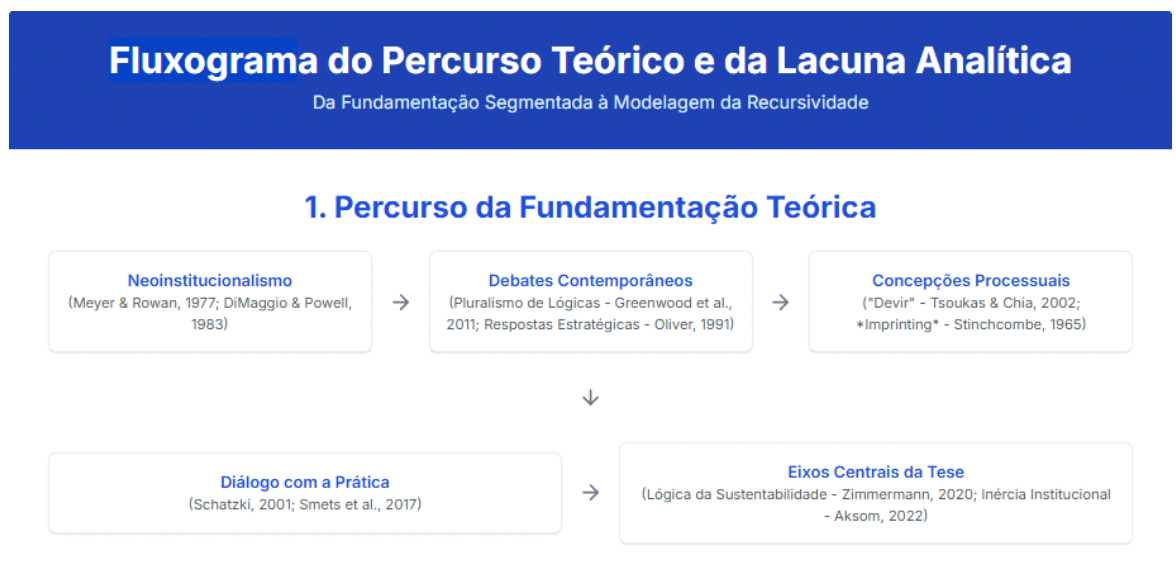 Fluxograma do Percurso Teórico e da Lacuna Analítica
Da Fundamentação Segmentada à Modelagem da Recursividade
1. Percurso da Fundamentação Teórica
Neoinstitucionalismo
(Meyer & Rowan, 1977; DiMaggio & Powell,
1983)
→
Debates Contemporâneos
(Pluralismo de Lógicas - Greenwood et al.,
2011; Respostas Estratégicas - Oliver, 1991)
→
Concepções Processuais
("Devir" - Tsoukas & Chia, 2002;
*Imprinting* - Stinchcombe, 1965)
↓
Diálogo com a Prática
(Schatzki, 2001; Smets et al., 2017)
→
Eixos Centrais da Tese
(Lógica da Sustentabilidade - Zimmermann, 2020; Inércia Institucional
- Aksom, 2022)